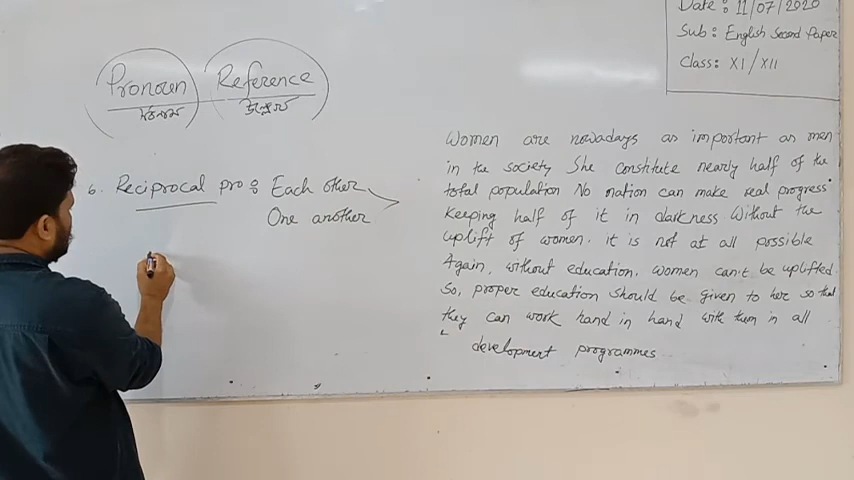 Date : 11/07/2020
Sub : English Second Paper
Class: XI/XII
Pronoun Reference
6. Reciprocal pro : Each other
One another
Women are nowadays as important as men
in the society She constitute nearly half of the
total population No nation can make real progress
Keeping half of it in darkness Without the
uplift of women. it is not at all possible
Again, without education, women can't be uplifted
So, proper education should be given to her so that
they can work hand in hand with them in all
development programmes